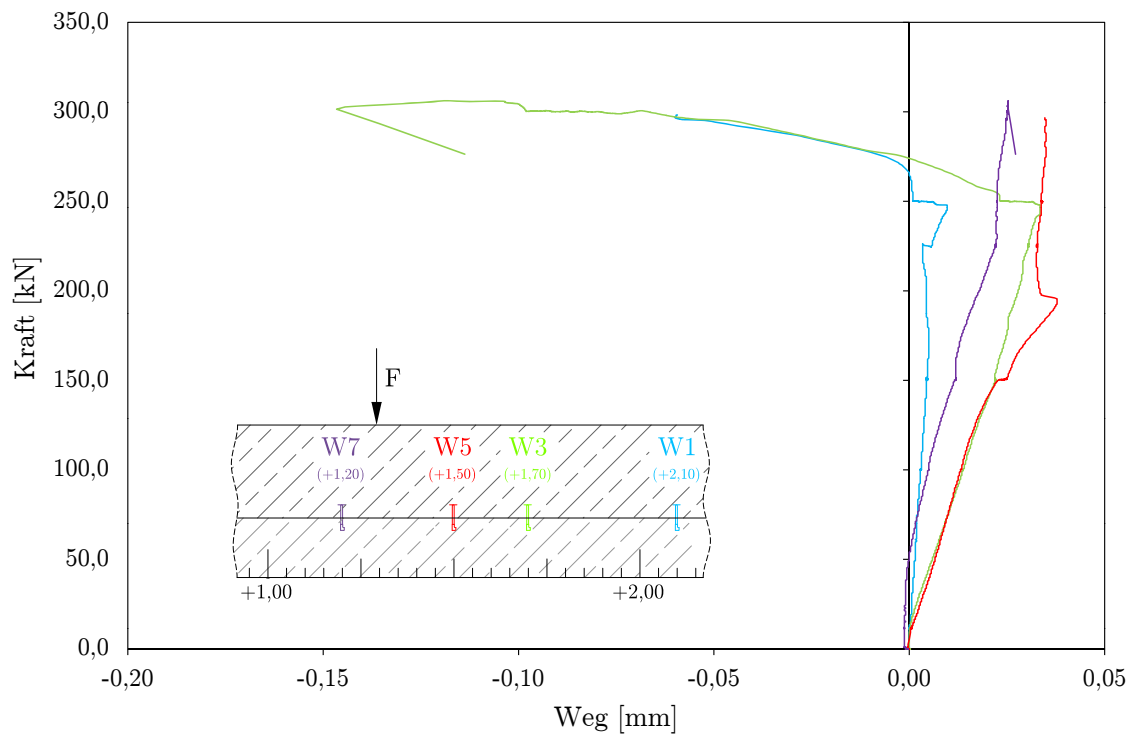 350,0
300,0
250,0
200,0
150,0
100,0
50,0
0,0
Kraft [kN]
F
W7 W5 W3 W1
(+1,20) (+1,50) (+1,70) (+2,10)
+1,00 +2,00
-0,20 -0,15 -0,10 -0,05 0,00 0,05
Weg [mm]